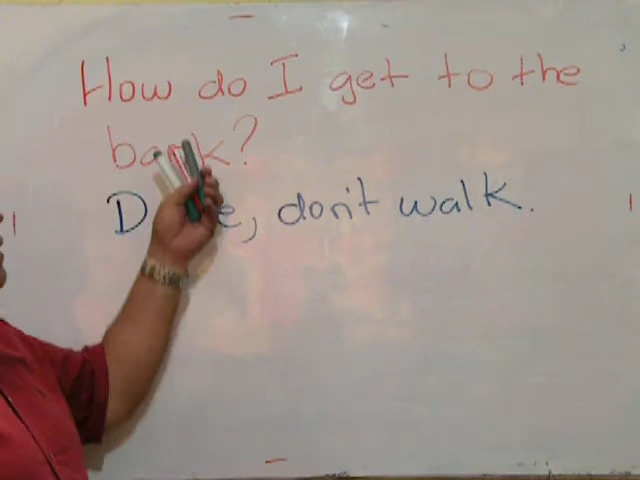 How do I get to the
bank?
don't walk.